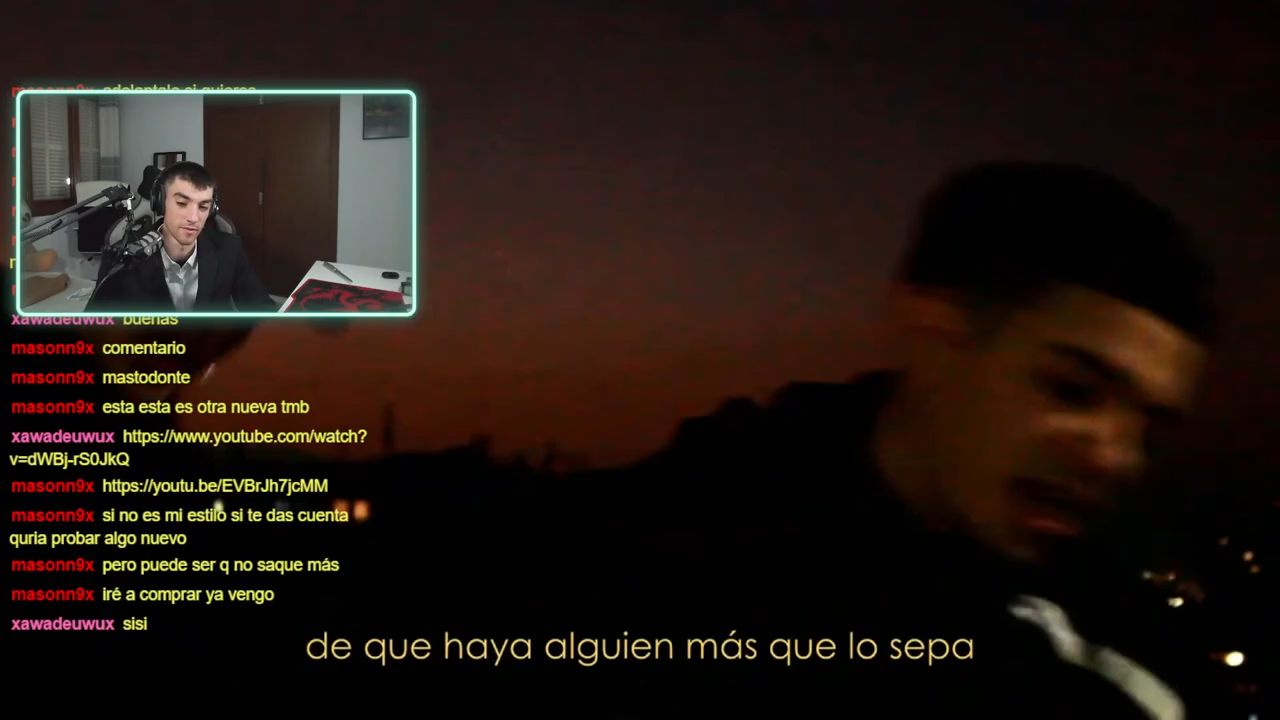 adelantale si quieres
xawadeuwux buenas
masonn9x comentario
masonn9x mastodonte
masonn9x esta esta es otra nueva tmb
xawadeuwux https://www.youtube.com/watch?
v=dWBj-rS0JkQ
masonn9x https://youtu.be/EVBrJh7jcMM
masonn9x si no es mi estilo si te das cuenta
quria probar algo nuevo
masonn9x pero puede ser q no saque más
masonn9x iré a comprar ya vengo
xawadeuwux sisi
de que haya alguien más que lo sepa